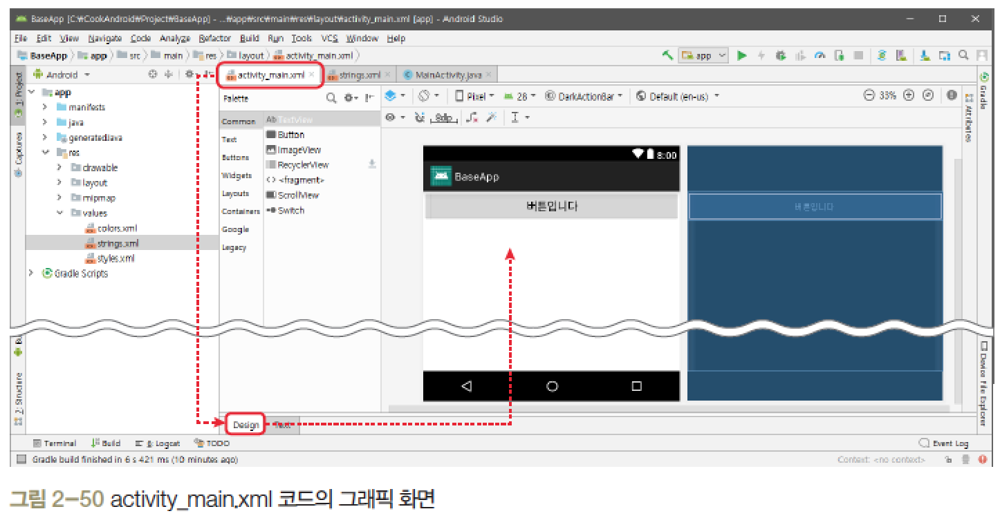 BaseApp [C:₩CookAndroid₩Project₩BaseApp] - ...₩app₩src₩main₩res₩layout₩activity_main.xml [app] - Android Studio
File Edit View Navigate Code Analyze Refactor Build Run Tools VCS Window Help
BaseApp app src main res layout activity_main.xml app
1: Project
Captures
2: Structure
Android
app
manifests
java
generatedJava
res
drawable
layout
mipmap
values
colors.xml
strings.xml
styles.xml
Gradle Scripts
activity_main.xml strings.xml MainActivity.java
Palette
Common
Text
Buttons
Widgets
Layouts
Containers
Google
Legacy
Ab TextView
Button
ImageView
RecyclerView
<fragment>
ScrollView
Switch
Pixel 28 DarkActionBar Default (en-us) 33%
8dp
8:00
BaseApp
버튼입니다
버튼입니다
Gradle
Attributes
Device File Explorer
Design Text
Terminal Build 6: Logcat TODO Event Log
Gradle build finished in 6 s 421 ms (10 minutes ago) Context: <no context>
그림 2-50 activity_main.xml 코드의 그래픽 화면